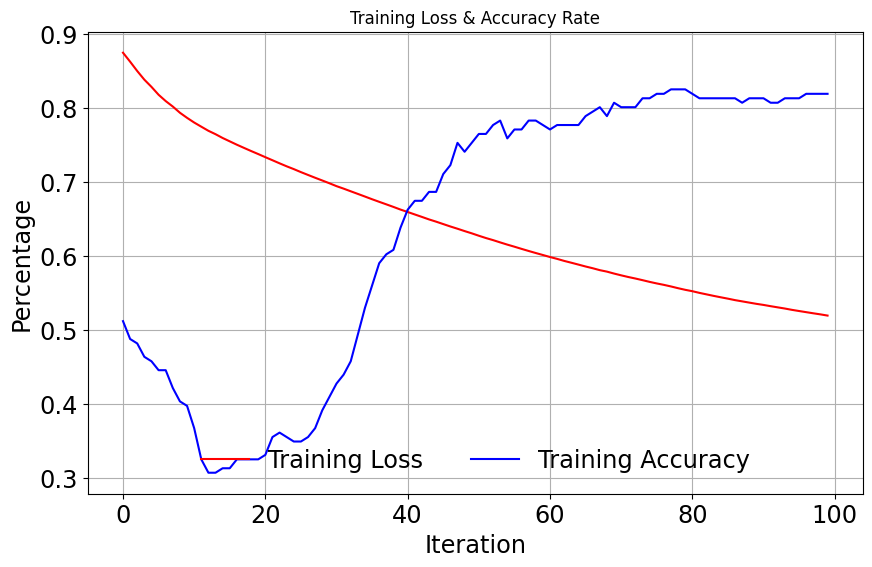 Training Loss & Accuracy Rate
0.9
0.8
0.7
0.6
0.5
0.4
0.3
Percentage
Training Loss Training Accuracy
0 20 40 60 80 100
Iteration